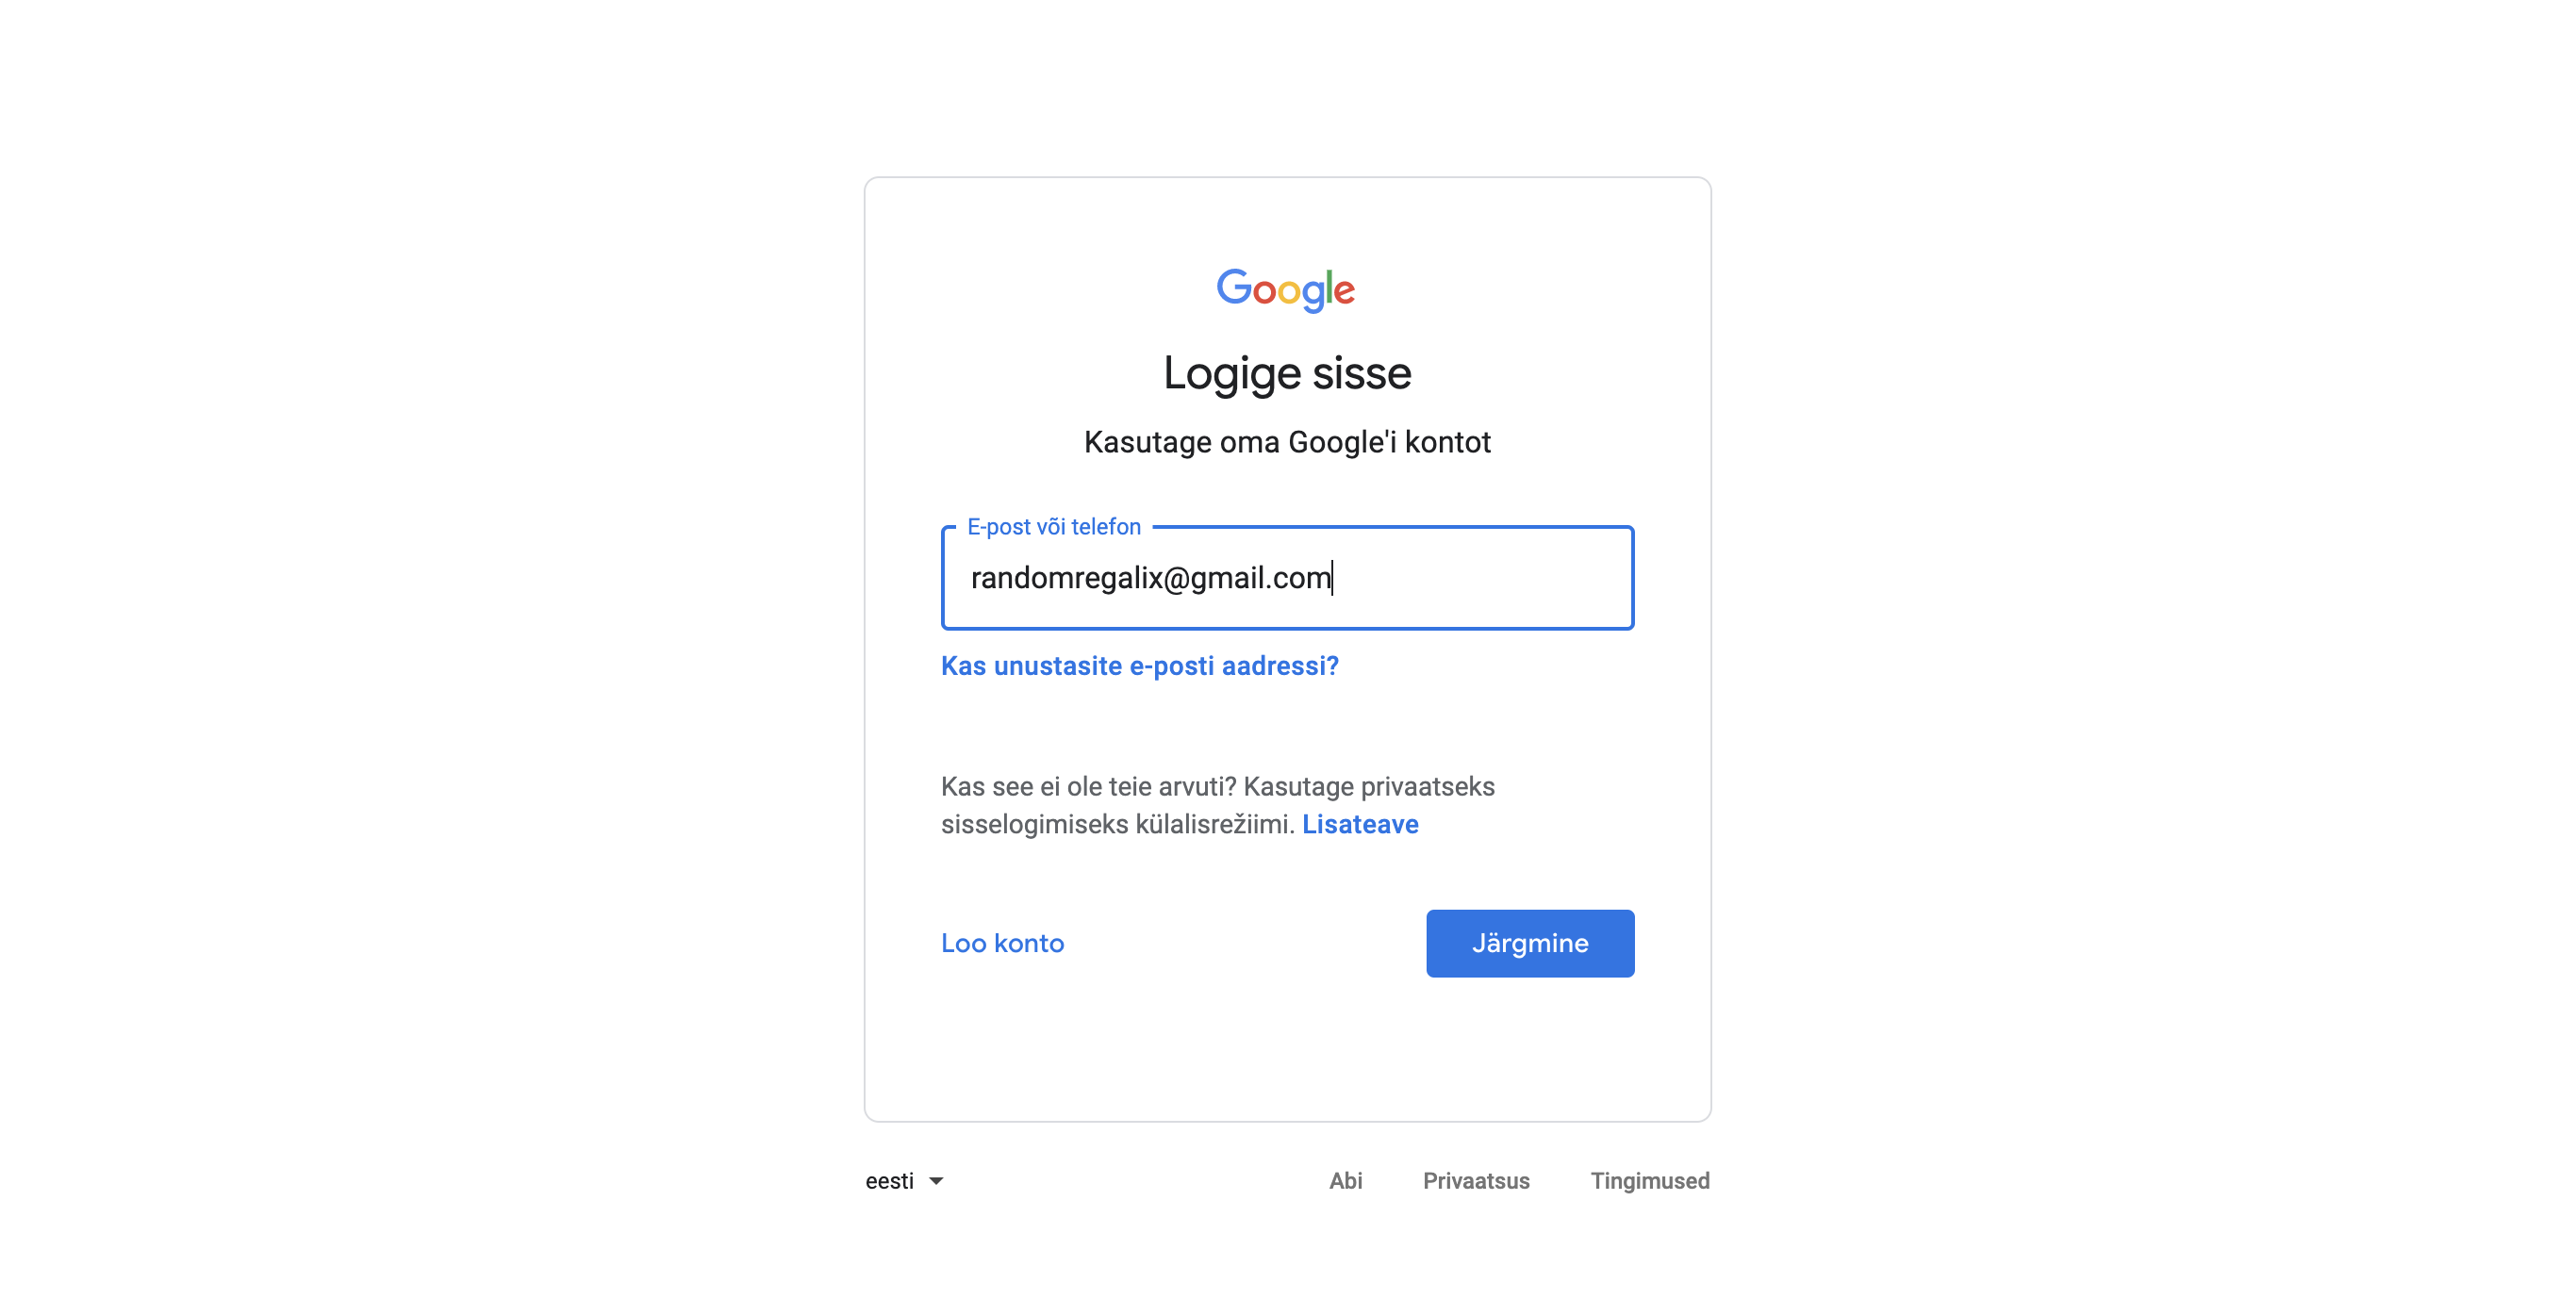 Google
Logige sisse
Kasutage oma Google'i kontot
E-post või telefon
randomregalix@gmail.com
Kas unustasite e-posti aadressi?
Kas see ei ole teie arvuti? Kasutage privaatseks
sisselogimiseks külalisrežiimi. Lisateave
Loo konto
Järgmine
eesti
Abi
Privaatsus
Tingimused